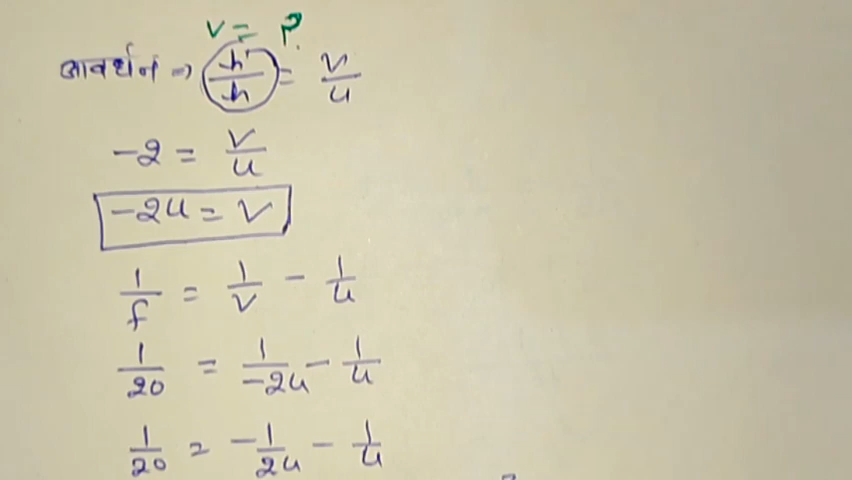 v = ?
आवर्धन ⇒ h'/h = v/u
-2 = v/u
-2u = v
1/f = 1/v - 1/u
1/20 = 1/-2u - 1/u
1/20 = -1/2u - 1/u